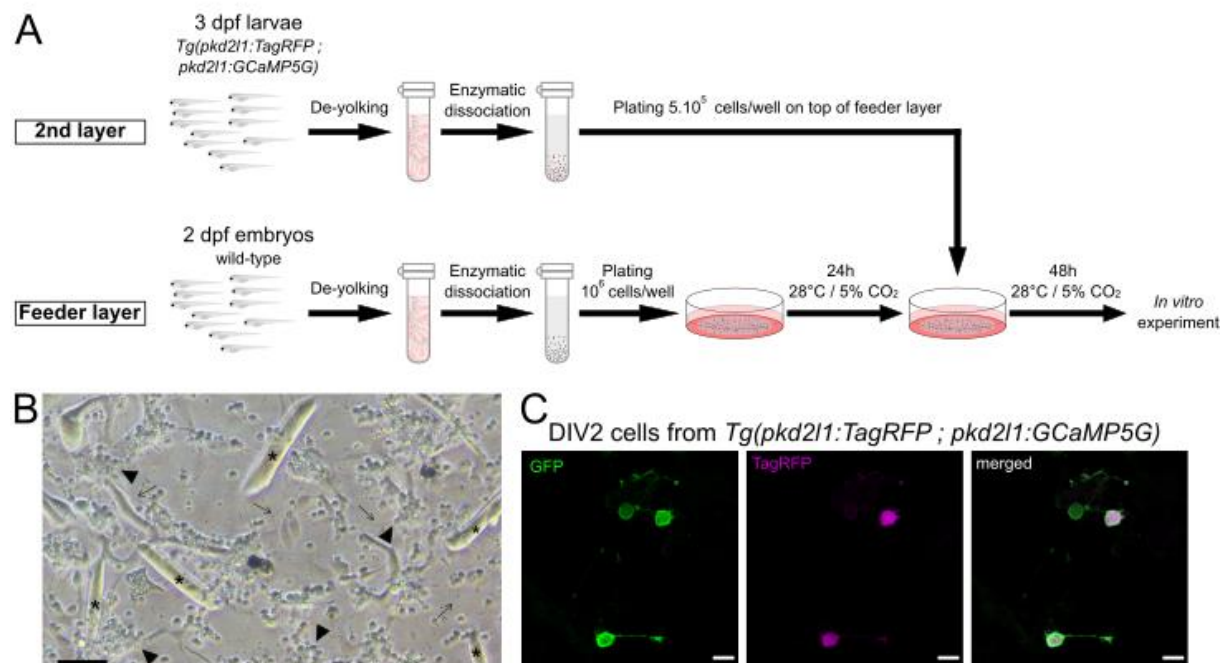 A
3 dpf larvae
Tg(pkd2l1:TagRFP ;
pkd2l1:GCaMP5G)
2nd layer
De-yolking
Enzymatic
dissociation
Plating 5.10⁵ cells/well on top of feeder layer
2 dpf embryos
wild-type
Feeder layer
De-yolking
Enzymatic
dissociation
Plating
10⁶ cells/well
24h
28°C / 5% CO₂
48h
28°C / 5% CO₂
In vitro
experiment
B
*
*
*
*
*
C
DIV2 cells from Tg(pkd2l1:TagRFP ; pkd2l1:GCaMP5G)
GFP
TagRFP
merged